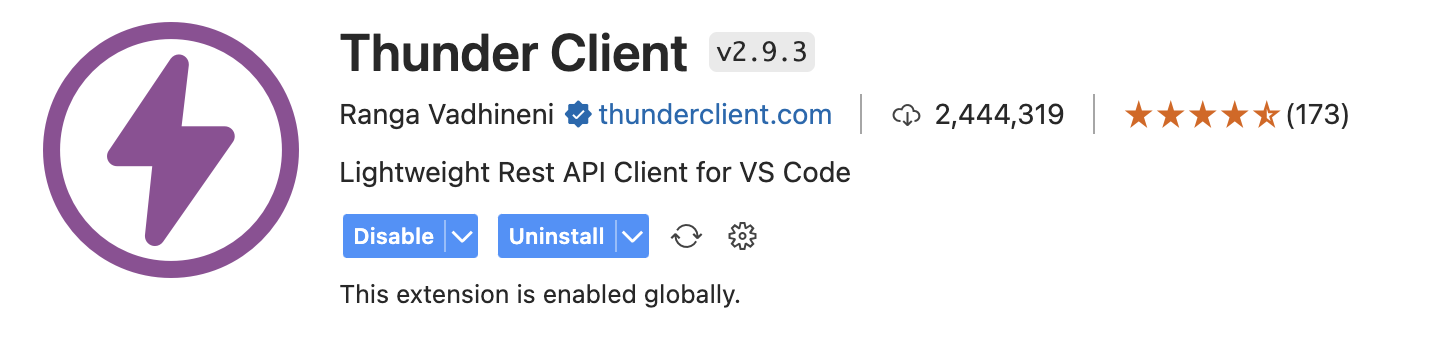 Thunder Client v2.9.3
Ranga Vadhineni thunderclient.com 2,444,319 (173)
Lightweight Rest API Client for VS Code
Disable Uninstall
This extension is enabled globally.